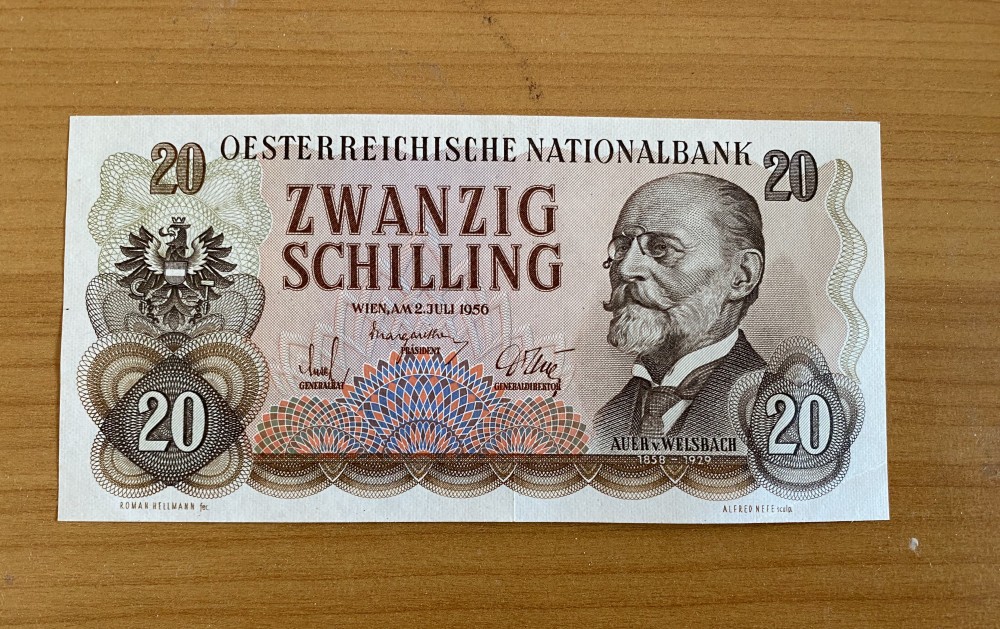 20 OESTERREICHISCHE NATIONALBANK 20
ZWANZIG
SCHILLING
WIEN, AM 2. JULI 1956
PRÄSIDENT
GENERALRAT GENERALDIREKTOR
20 20
AUER v. WELSBACH
1858 - 1929
ROMAN HELLMANN fec. ALFRED NEFE sculp.